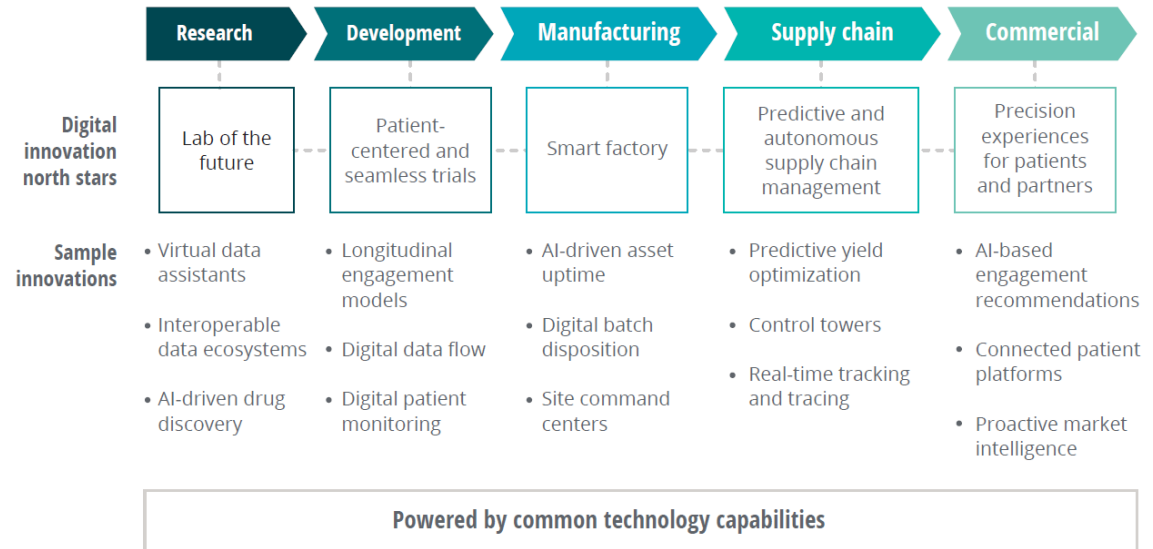 Research
Development
Manufacturing
Supply chain
Commercial
Digital
innovation
north stars
Lab of the
future
Patient-
centered and
seamless trials
Smart factory
Predictive and
autonomous
supply chain
management
Precision
experiences
for patients
and partners
Sample
innovations
• Virtual data
assistants
• Interoperable
data ecosystems
• AI-driven drug
discovery
• Longitudinal
engagement
models
• Digital data flow
• Digital patient
monitoring
• AI-driven asset
uptime
• Digital batch
disposition
• Site command
centers
• Predictive yield
optimization
• Control towers
• Real-time tracking
and tracing
• AI-based
engagement
recommendations
• Connected patient
platforms
• Proactive market
intelligence
Powered by common technology capabilities